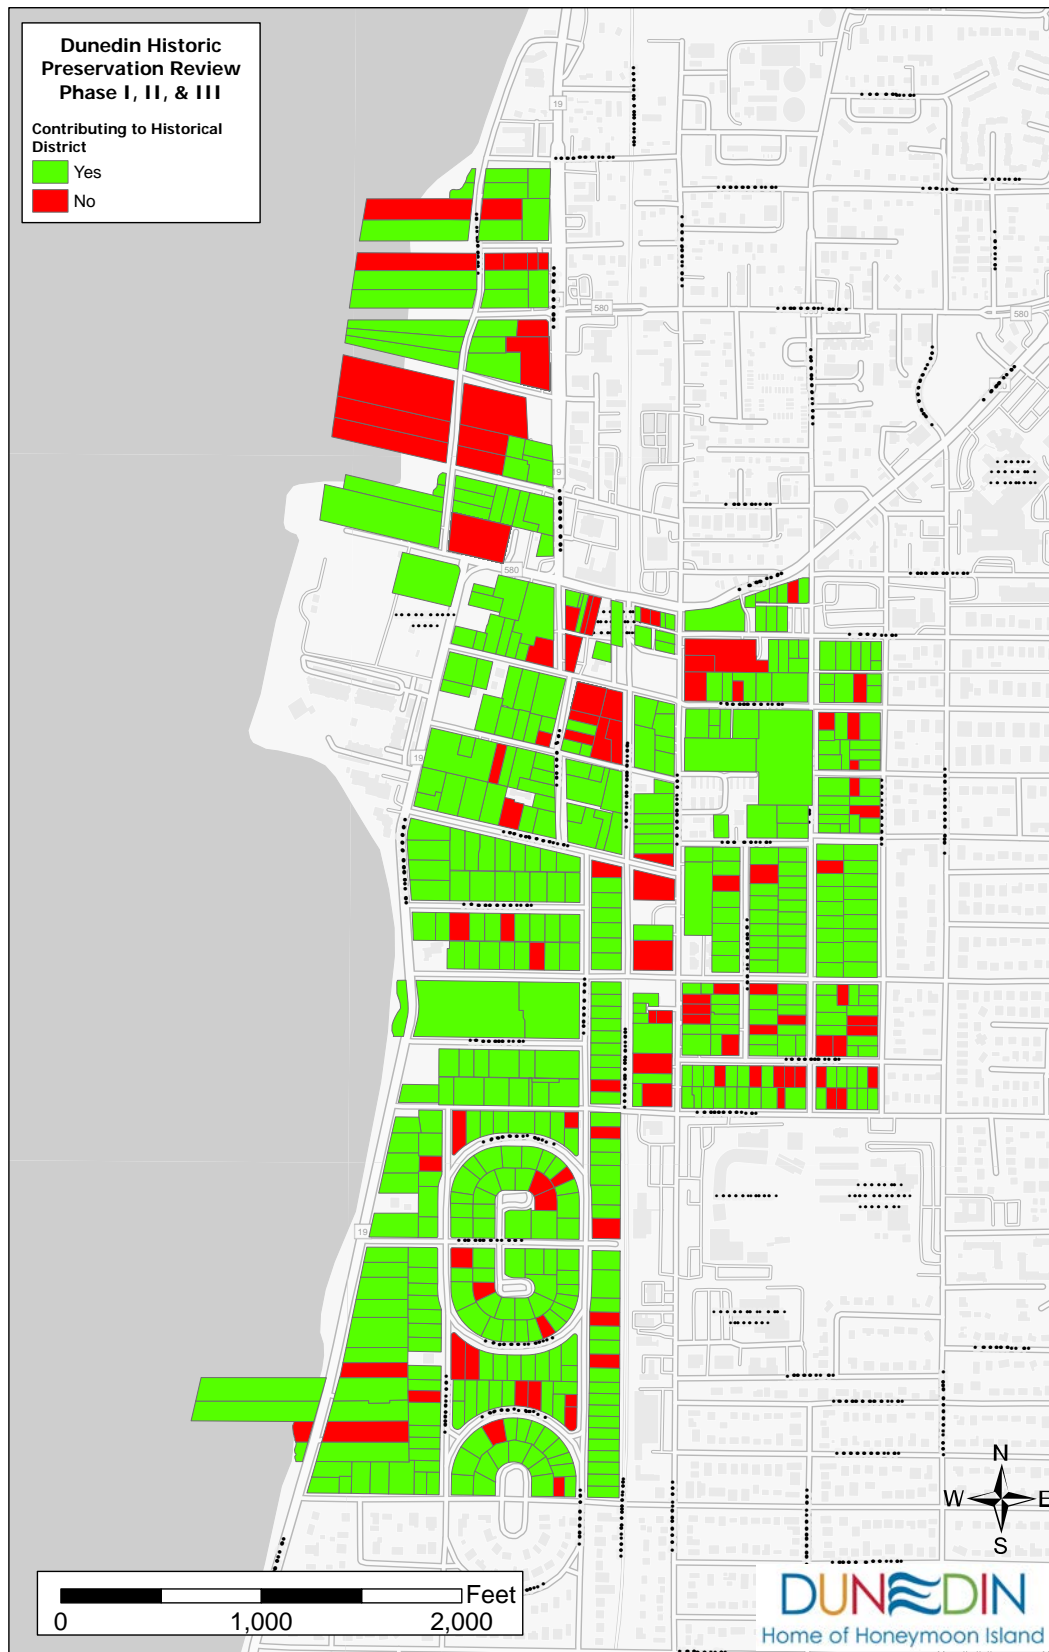 Dunedin Historic
Preservation Review
Phase I, II, & III
Contributing to Historical
District
Yes
No
19
580
580
19
580
19
19
N
W E
S
Feet
0 1,000 2,000
DUNEDIN
Home of Honeymoon Island